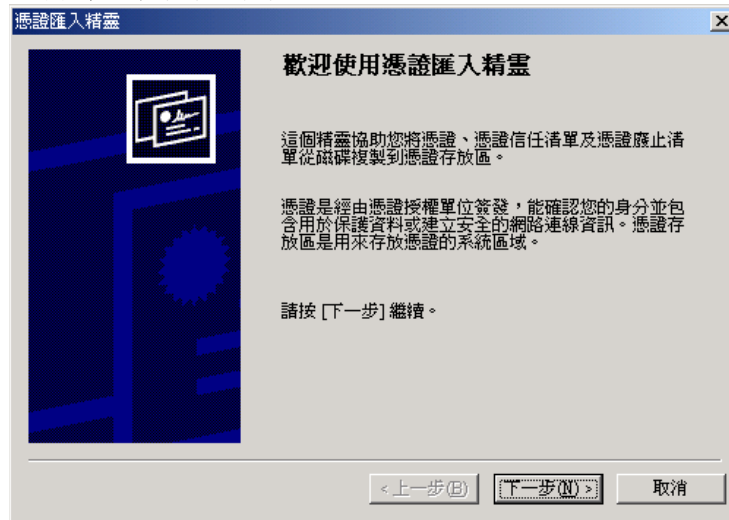 憑證匯入精靈
歡迎使用憑證匯入精靈
這個精靈協助您將憑證、憑證信任清單及憑證廢止清
單從磁碟複製到憑證存放區。
憑證是經由憑證授權單位簽發，能確認您的身分並包
含用於保護資料或建立安全的網路連線資訊。憑證存
放區是用來存放憑證的系統區域。
請按 [下一步] 繼續。
<上一步(B)
下一步(N) >
取消